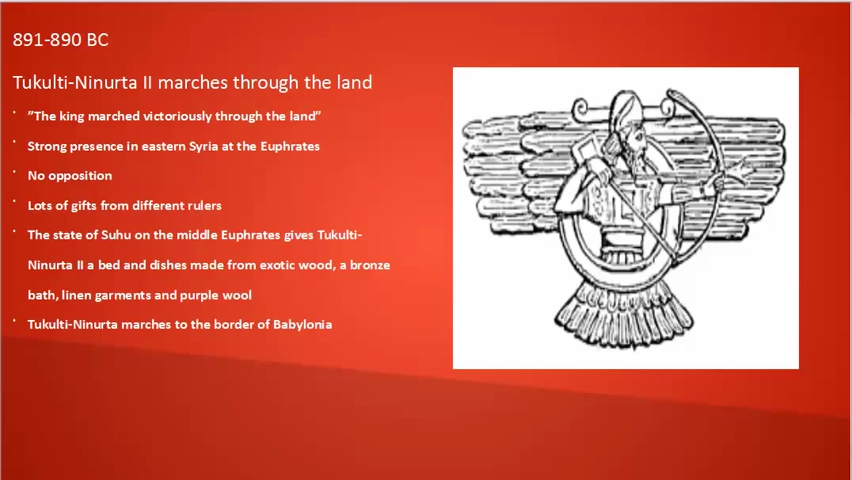 891-890 BC
Tukulti-Ninurta II marches through the land
• ”The king marched victoriously through the land”
• Strong presence in eastern Syria at the Euphrates
• No opposition
• Lots of gifts from different rulers
• The state of Suhu on the middle Euphrates gives Tukulti-
Ninurta II a bed and dishes made from exotic wood, a bronze
bath, linen garments and purple wool
• Tukulti-Ninurta marches to the border of Babylonia